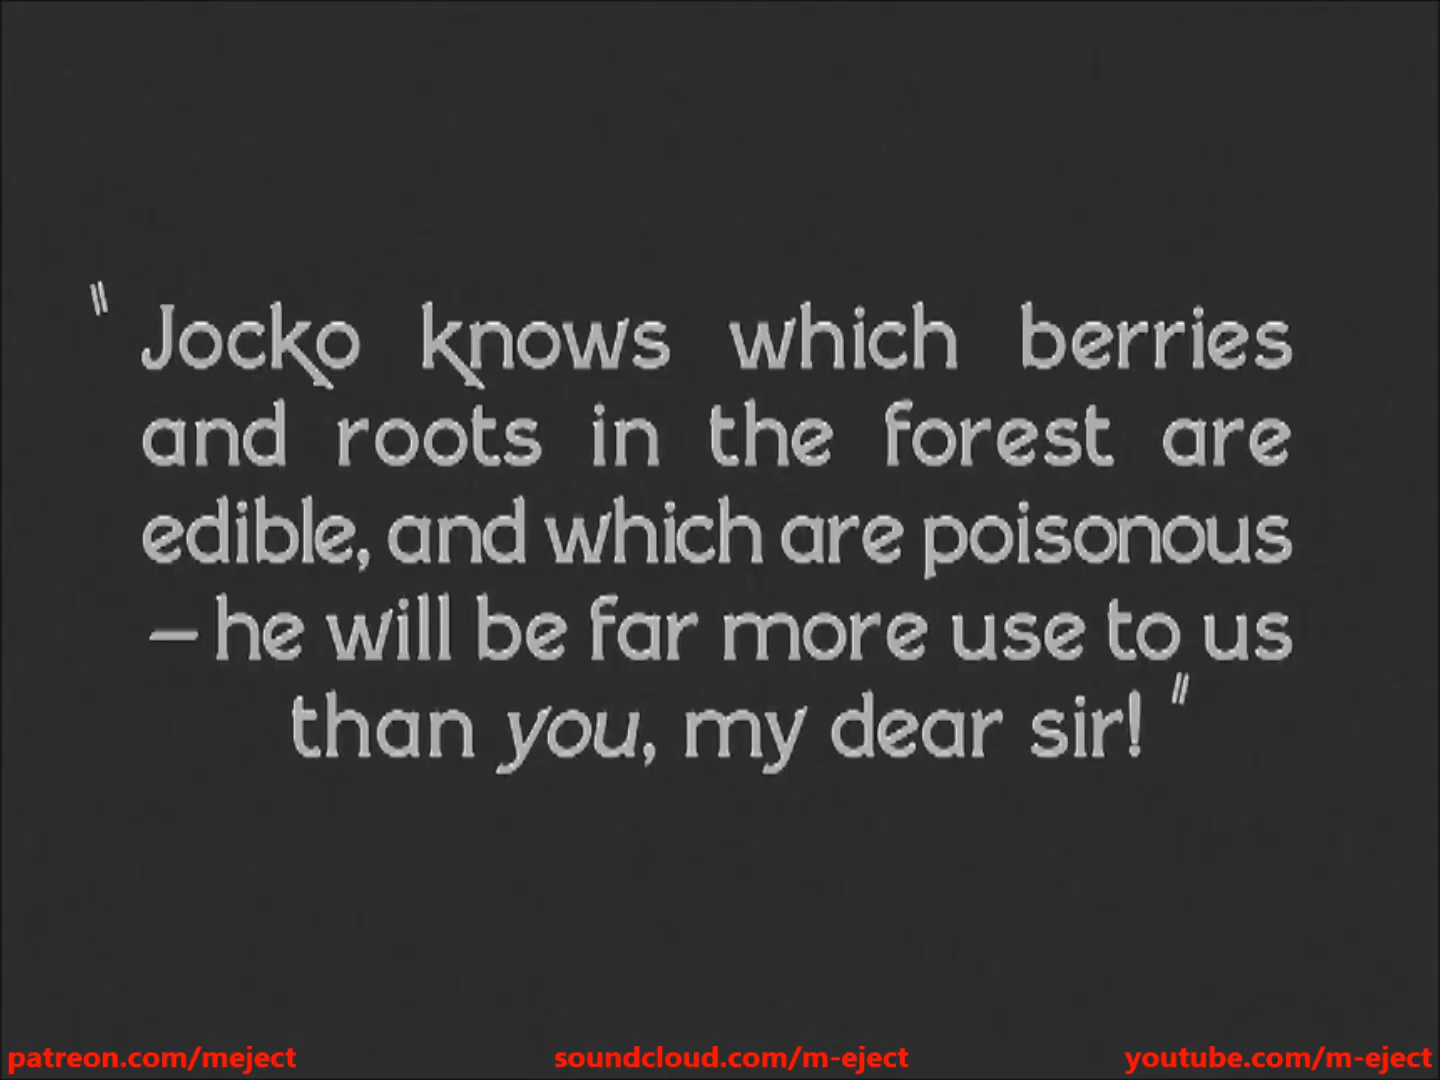 "Jocko knows which berries
and roots in the forest are
edible, and which are poisonous
—he will be far more use to us
than you, my dear sir!"
patreon.com/meject soundcloud.com/m-eject youtube.com/m-eject